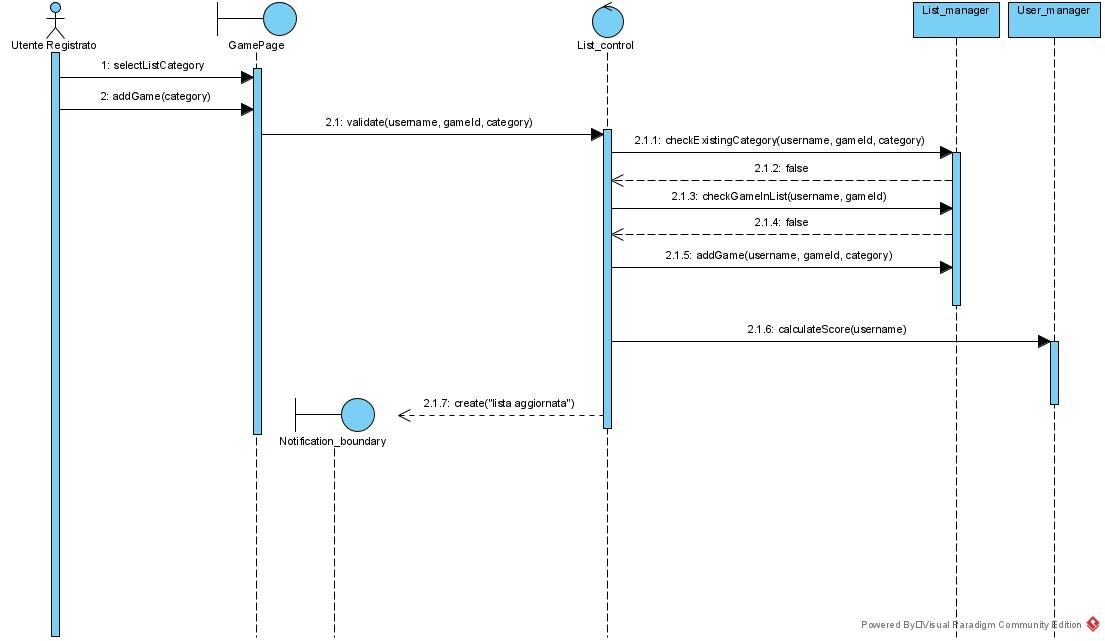 Utente Registrato
GamePage
List_control
List_manager
User_manager
1: selectListCategory
2: addGame(category)
2.1: validate(username, gameId, category)
2.1.1: checkExistingCategory(username, gameId, category)
2.1.2: false
2.1.3: checkGameInList(username, gameId)
2.1.4: false
2.1.5: addGame(username, gameId, category)
2.1.6: calculateScore(username)
2.1.7: create("lista aggiornata")
Notification_boundary
Powered By Visual Paradigm Community Edition